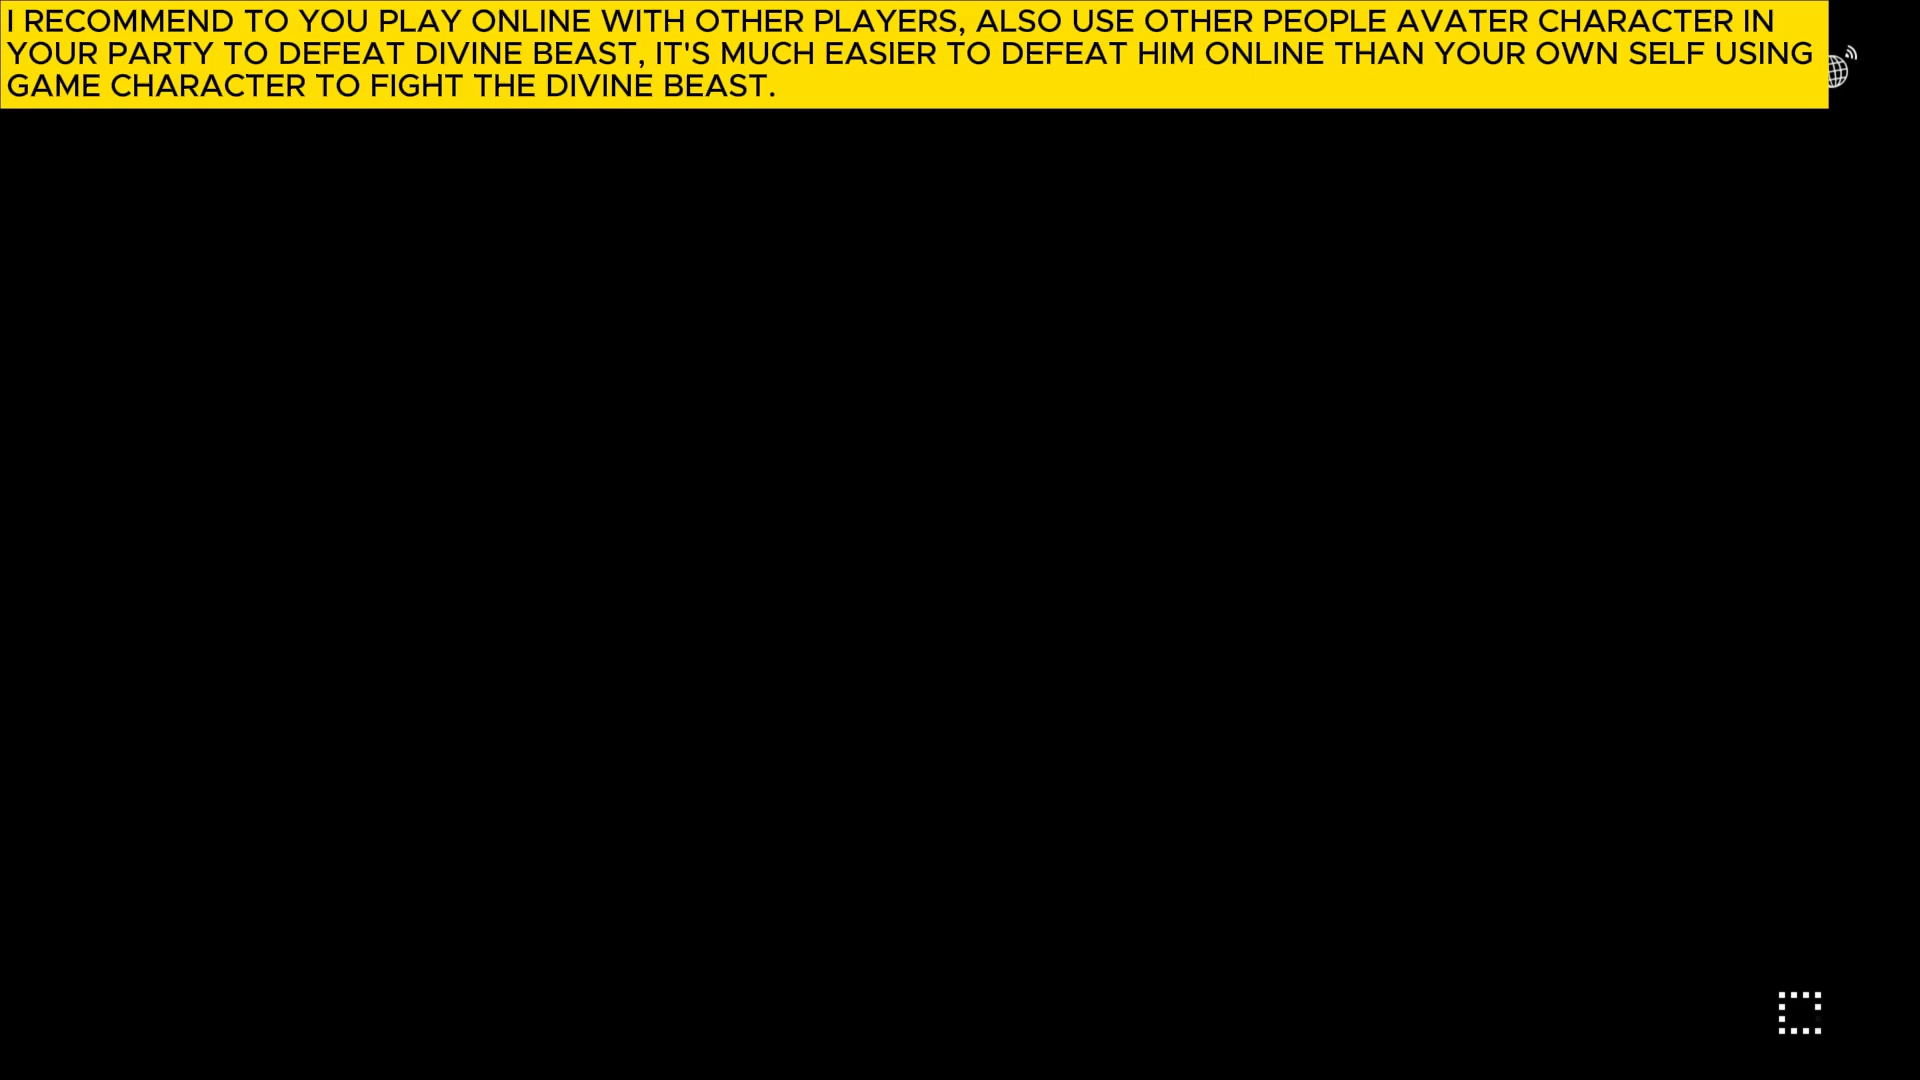 I RECOMMEND TO YOU PLAY ONLINE WITH OTHER PLAYERS, ALSO USE OTHER PEOPLE AVATER CHARACTER IN
YOUR PARTY TO DEFEAT DIVINE BEAST, IT'S MUCH EASIER TO DEFEAT HIM ONLINE THAN YOUR OWN SELF USING
GAME CHARACTER TO FIGHT THE DIVINE BEAST.